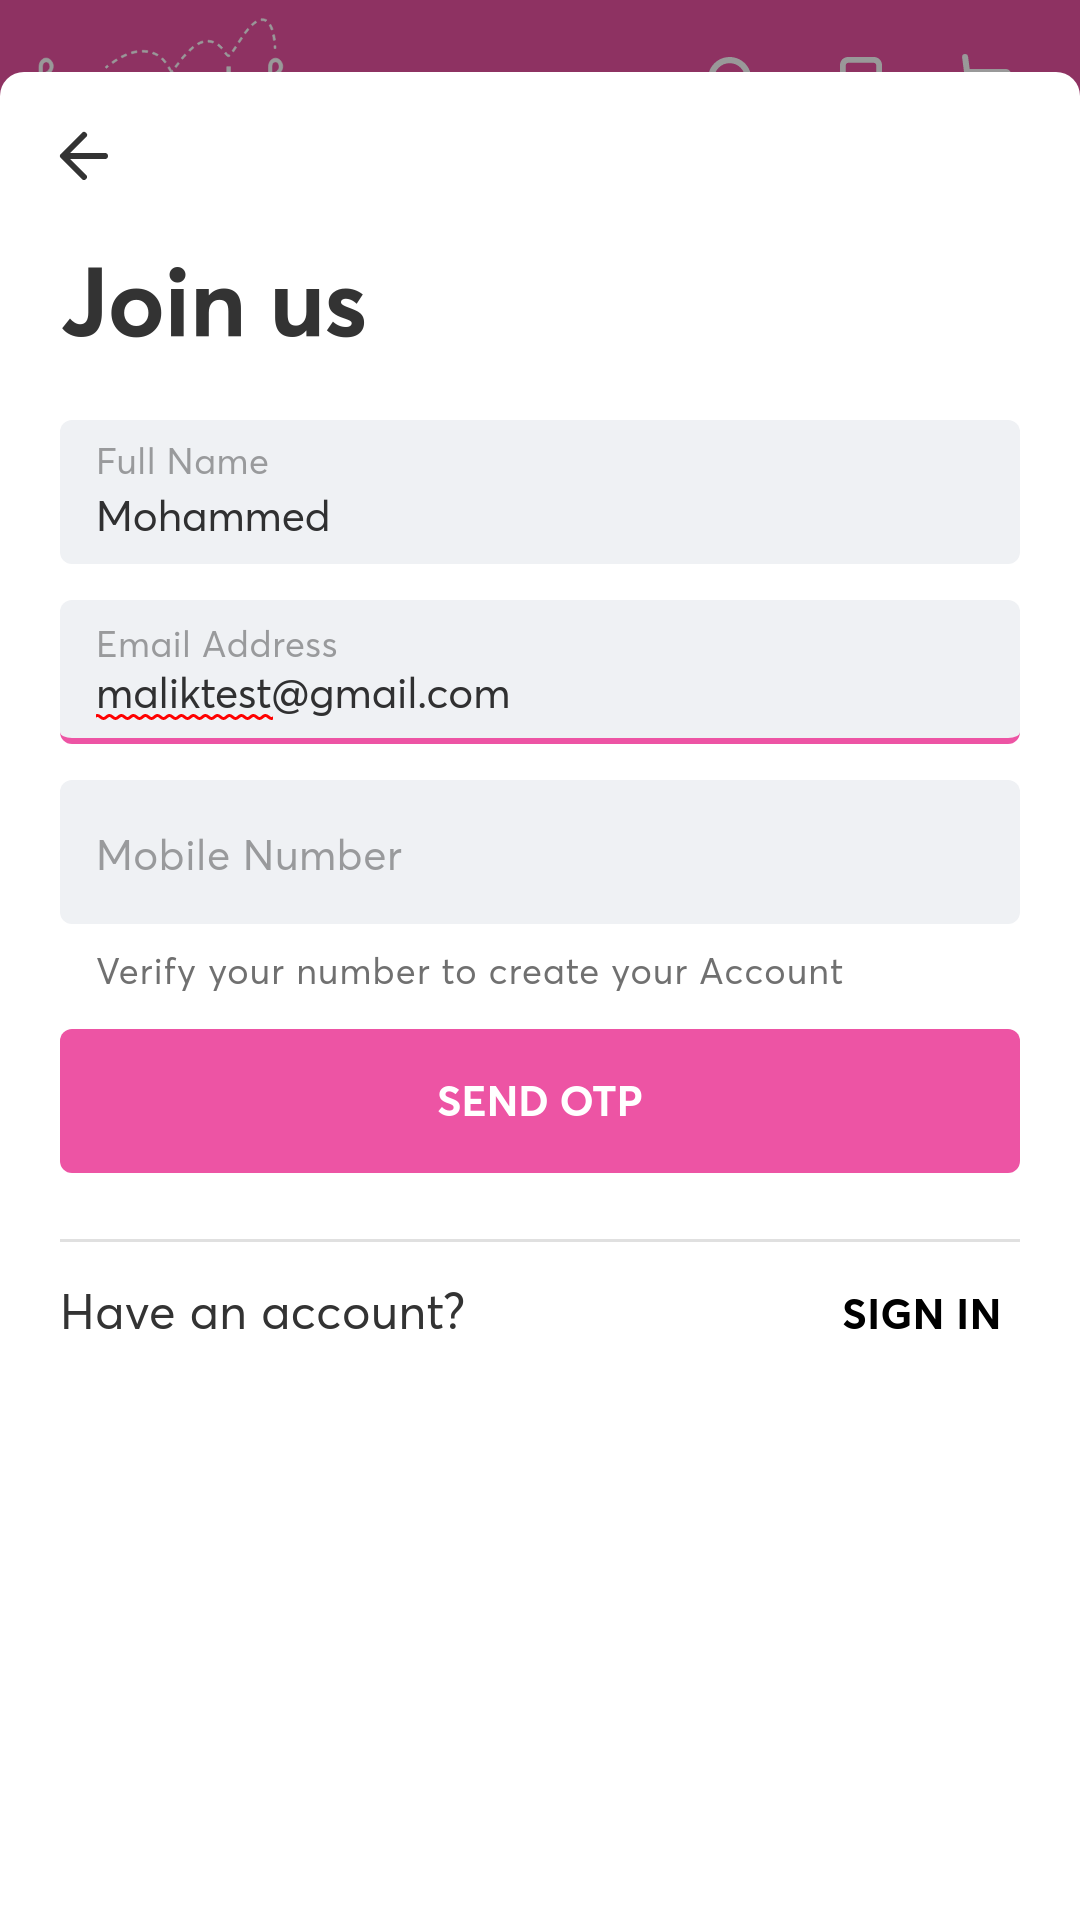 Join us
Full Name
Mohammed
Email Address
maliktest@gmail.com
Mobile Number
Verify your number to create your Account
SEND OTP
Have an account?
SIGN IN